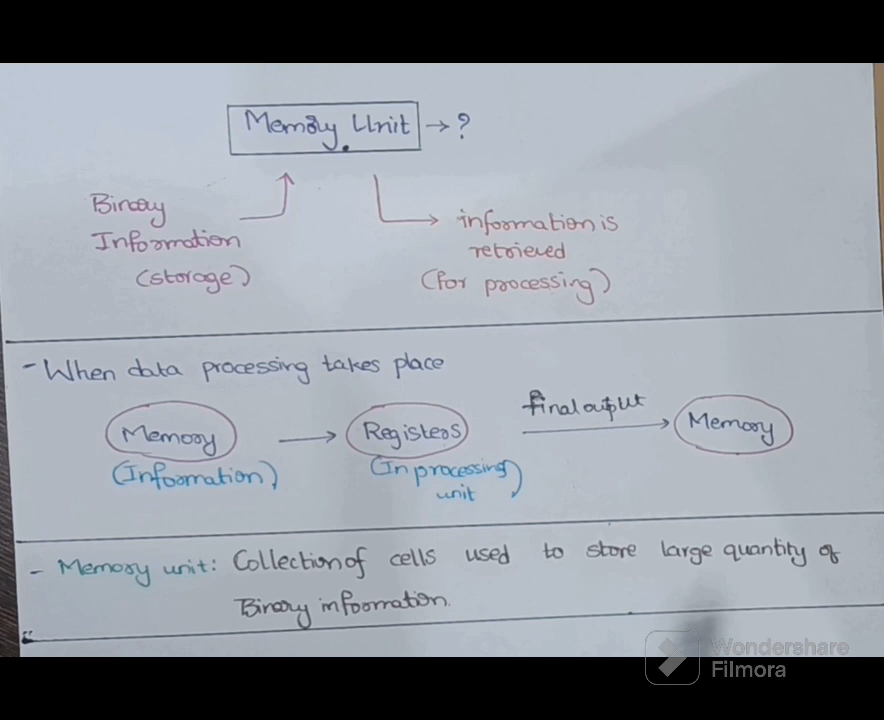 Memory Unit → ?
Binary
Information
(storage)
information is
retrieved
(for processing)
- When data processing takes place
Memory → Registers final output → Memory
(Information)
(In processing
unit)
- Memory unit: Collection of cells used to store large quantity of
Binary information.
Wondershare
Filmora